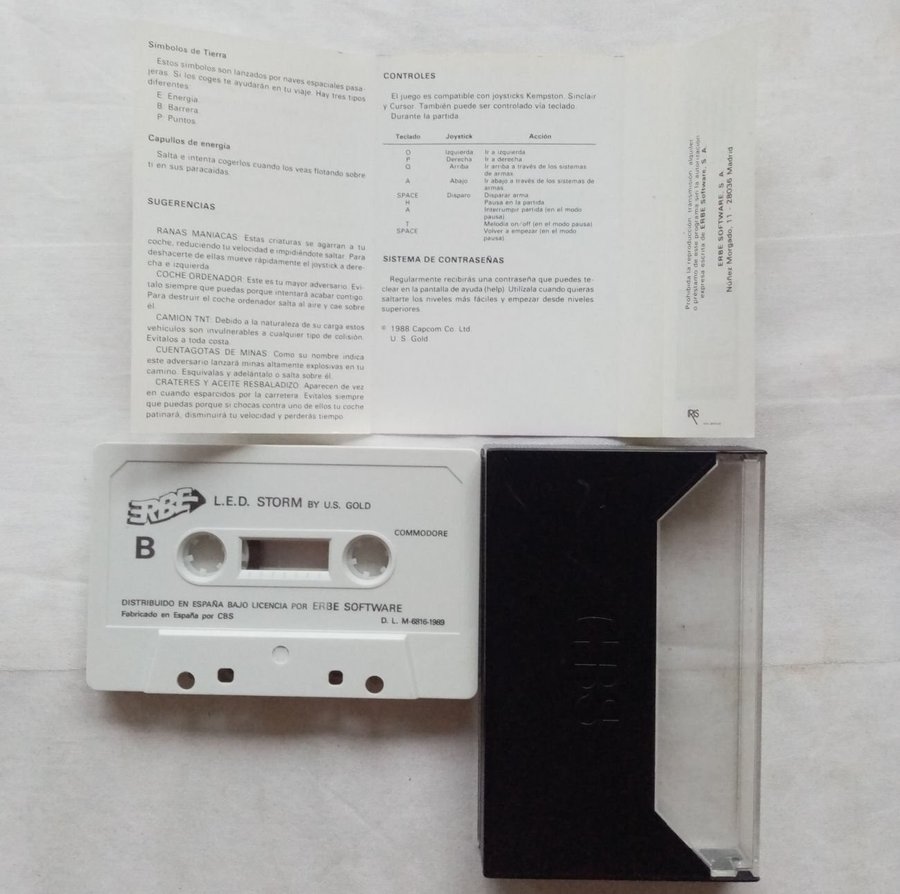 Símbolos de Tierra
Estos símbolos son lanzados por naves espaciales pasa-
jeras. Si los coges te ayudarán en tu viaje. Hay tres tipos
diferentes
E: Energía
B: Barrera
P: Puntos
Capullos de energía
Salta e intenta cogerlos cuando los veas flotando sobre
ti en sus paracaídas.
SUGERENCIAS
RANAS MANIACAS: Estas criaturas se agarran a tu
coche, reduciendo tu velocidad e impidiéndote saltar. Para
deshacerte de ellas mueve rápidamente el joystick a dere-
cha e izquierda
COCHE ORDENADOR: Este es tu mayor adversario. Eví-
talo siempre que puedas porque intentará acabar contigo.
Para destruir el coche ordenador salta al aire y cae sobre
él.
CAMION TNT: Debido a la naturaleza de su carga estos
vehículos son invulnerables a cualquier tipo de colisión.
Evítalos a toda costa.
CUENTAGOTAS DE MINAS: Como su nombre indica
este adversario lanzará minas altamente explosivas en tu
camino. Esquívalas y adelántalo o salta sobre él.
CRATERES Y ACEITE RESBALADIZO: Aparecen de vez
en cuando esparcidos por la carretera. Evítalos siempre
que puedas porque si chocas contra uno de ellos tu coche
patinará, disminuirá tu velocidad y perderás tiempo
CONTROLES
El juego es compatible con joysticks Kempston, Sinclair
y Cursor. También puede ser controlado vía teclado.
Durante la partida
Teclado Joystick Acción
O Izquierda Ir a izquierda
P Derecha Ir a derecha
Q Arriba Ir arriba a través de los sistemas
de armas
A Abajo Ir abajo a través de los sistemas de
armas.
SPACE Disparo Disparar arma
H Pausa en la partida
A Interrumpir partida (en el modo
pausa)
T Melodía on/off (en el modo pausa)
SPACE Volver a empezar (en el modo
pausa)
SISTEMA DE CONTRASEÑAS
Regularmente recibirás una contraseña que puedes te-
clear en la pantalla de ayuda (help). Utilízala cuando quieras
saltarte los niveles más fáciles y empezar desde niveles
superiores
© 1988 Capcom Co. Ltd.
U.S. Gold
Prohibida la reproducción, transmisión, alquiler
o préstamo de este programa sin la autorización
expresa escrita de ERBE Software, S. A.
ERBE SOFTWARE, S. A.
Núñez Morgado, 11 - 28036 Madrid
IRIS
ERBE
L.E.D. STORM BY U.S. GOLD
B
COMMODORE
DISTRIBUIDO EN ESPAÑA BAJO LICENCIA POR ERBE SOFTWARE
Fabricado en España por CBS
D. L. M-6816-1989
CBS